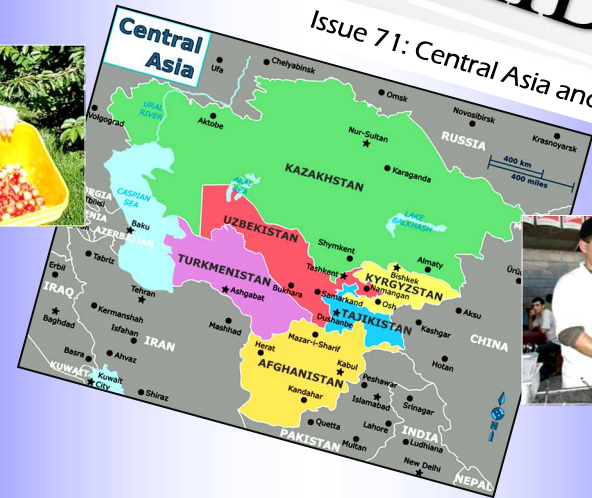 Issue 71: Central Asia and
Central
Asia
Ufa
Chelyabinsk
Omsk
Novosibirsk
Krasnoyarsk
RUSSIA
400 km
400 miles
URAL
RIVER
Volgograd
Aktobe
Nur-Sultan
Karaganda
KAZAKHSTAN
ARAL
SEA
LAKE
BALKHASH
CASPIAN
SEA
Baku
AZERBAIJAN
UZBEKISTAN
Shymkent
Almaty
Tashkent
Bishkek
KYRGYZSTAN
Namangan
Osh
TURKMENISTAN
Ashgabat
Bukhara
Samarkand
Dushanbe
TAJIKISTAN
Aksu
Kashgar
CHINA
Hotan
Tabriz
Erbil
IRAQ
Baghdad
Tehran
Kermanshah
Isfahan
IRAN
Mashhad
Mazar-i-Sharif
Herat
Kabul
AFGHANISTAN
Kandahar
Peshawar
Islamabad
Srinagar
Basra
Ahvaz
KUWAIT
Kuwait
City
Shiraz
Quetta
Lahore
INDIA
Ludhiana
PAKISTAN
Multan
New Delhi
NEPAL
N